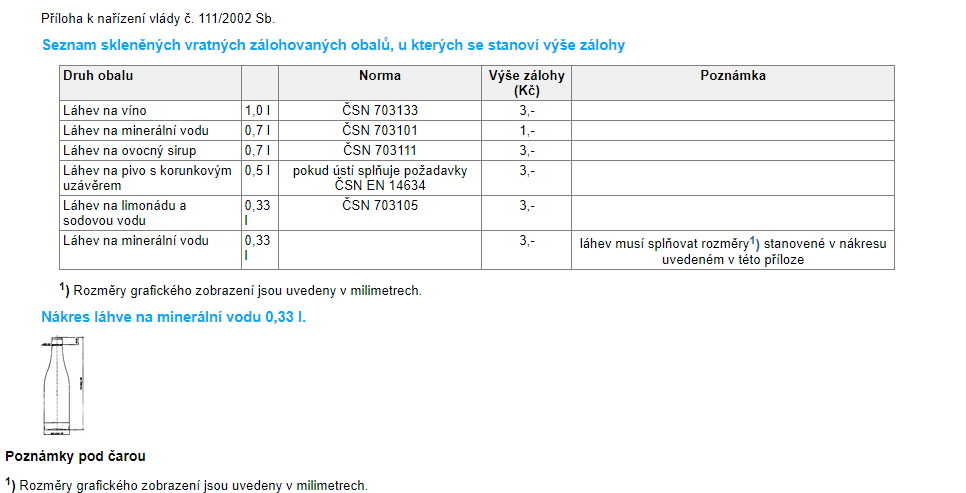 Příloha k nařízení vlády č. 111/2002 Sb.
Seznam skleněných vratných zálohovaných obalů, u kterých se stanoví výše zálohy
Druh obalu Norma Výše zálohy (Kč) Poznámka
Láhev na víno 1,0 l ČSN 703133 3,-
Láhev na minerální vodu 0,7 l ČSN 703101 1,-
Láhev na ovocný sirup 0,7 l ČSN 703111 3,-
Láhev na pivo s korunkovým uzávěrem 0,5 l pokud ústí splňuje požadavky ČSN EN 14634 3,-
Láhev na limonádu a sodovou vodu 0,33 l ČSN 703105 3,-
Láhev na minerální vodu 0,33 l 3,- láhev musí splňovat rozměry1) stanovené v nákresu uvedeném v této příloze
1) Rozměry grafického zobrazení jsou uvedeny v milimetrech.
Nákres láhve na minerální vodu 0,33 l.
Poznámky pod čarou
1) Rozměry grafického zobrazení jsou uvedeny v milimetrech.